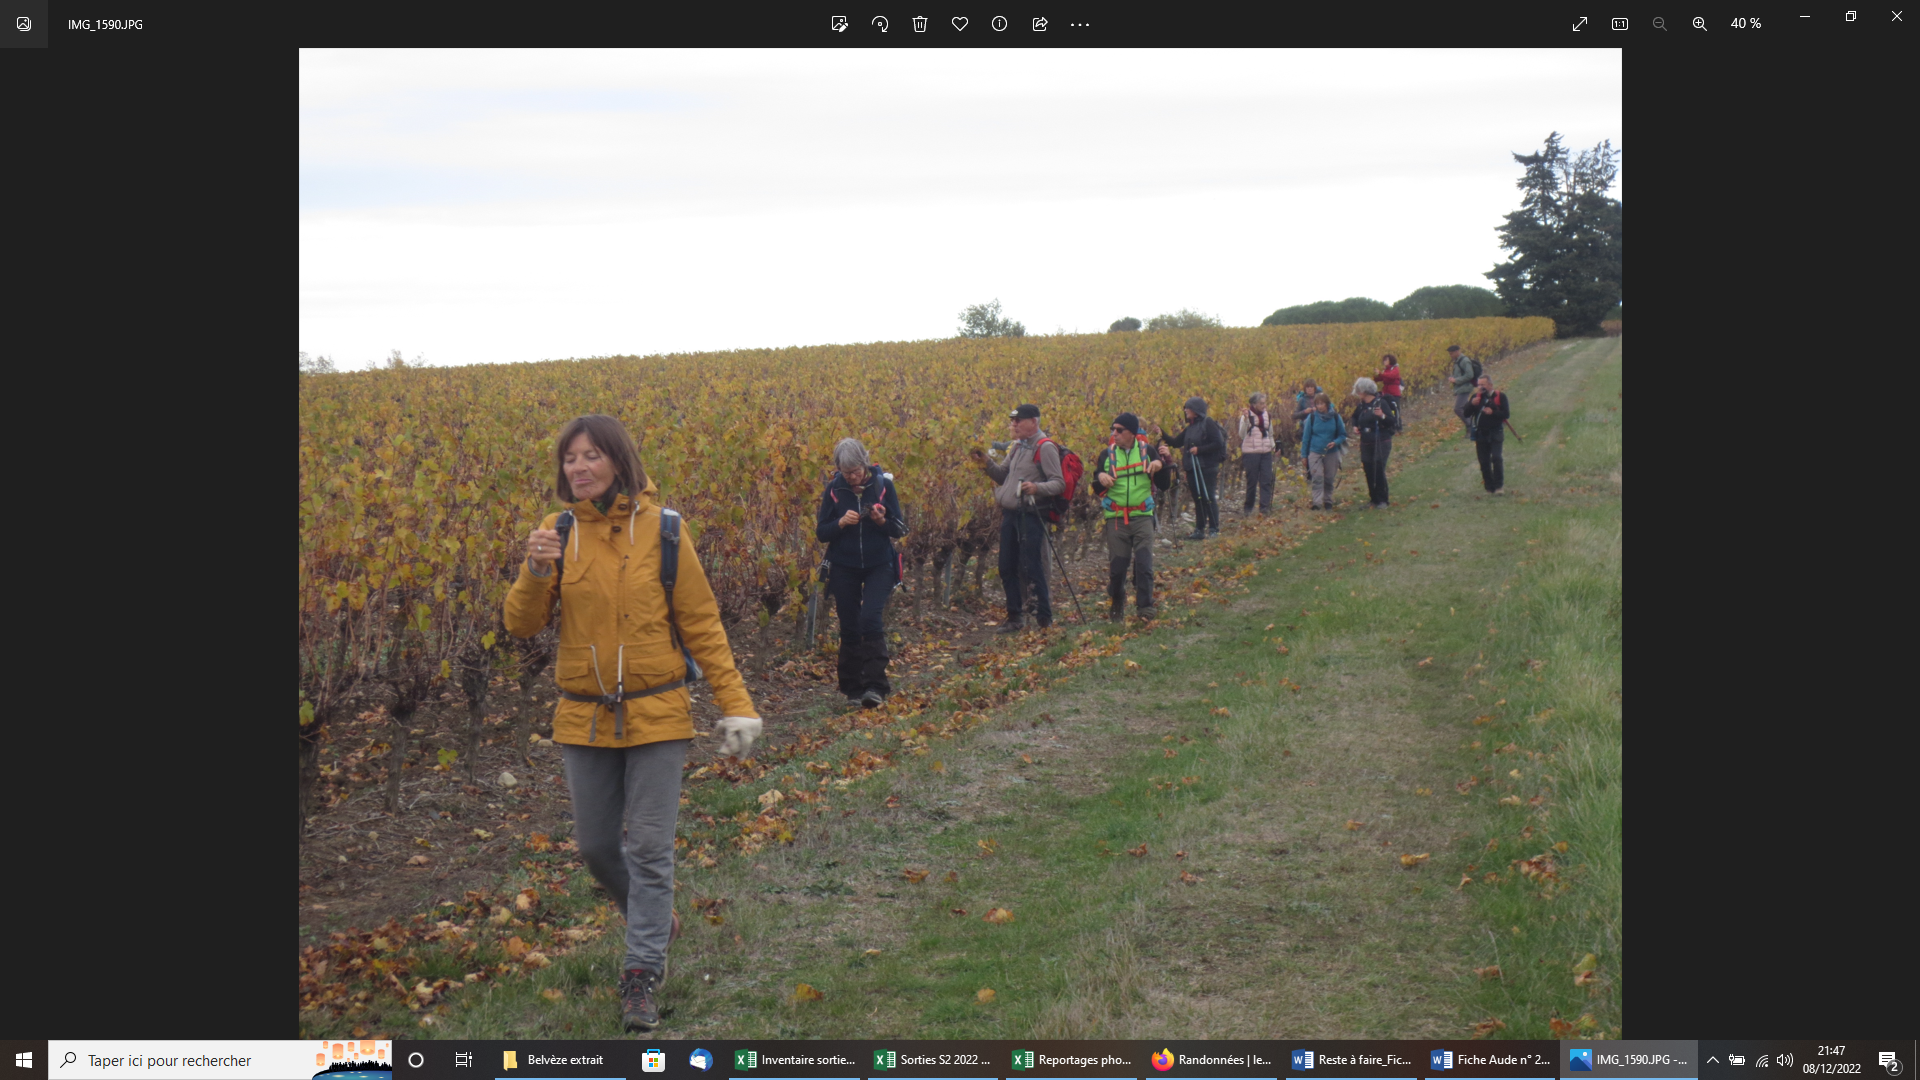 IMG_1590.JPG
40 %
Taper ici pour rechercher
Belvèze extrait
Inventaire sortie...
Sorties S2 2022 ...
Reportages pho...
Randonnées | le...
Reste à faire_Fic...
Fiche Aude n° 2...
IMG_1590.JPG -...
21:47
08/12/2022
2